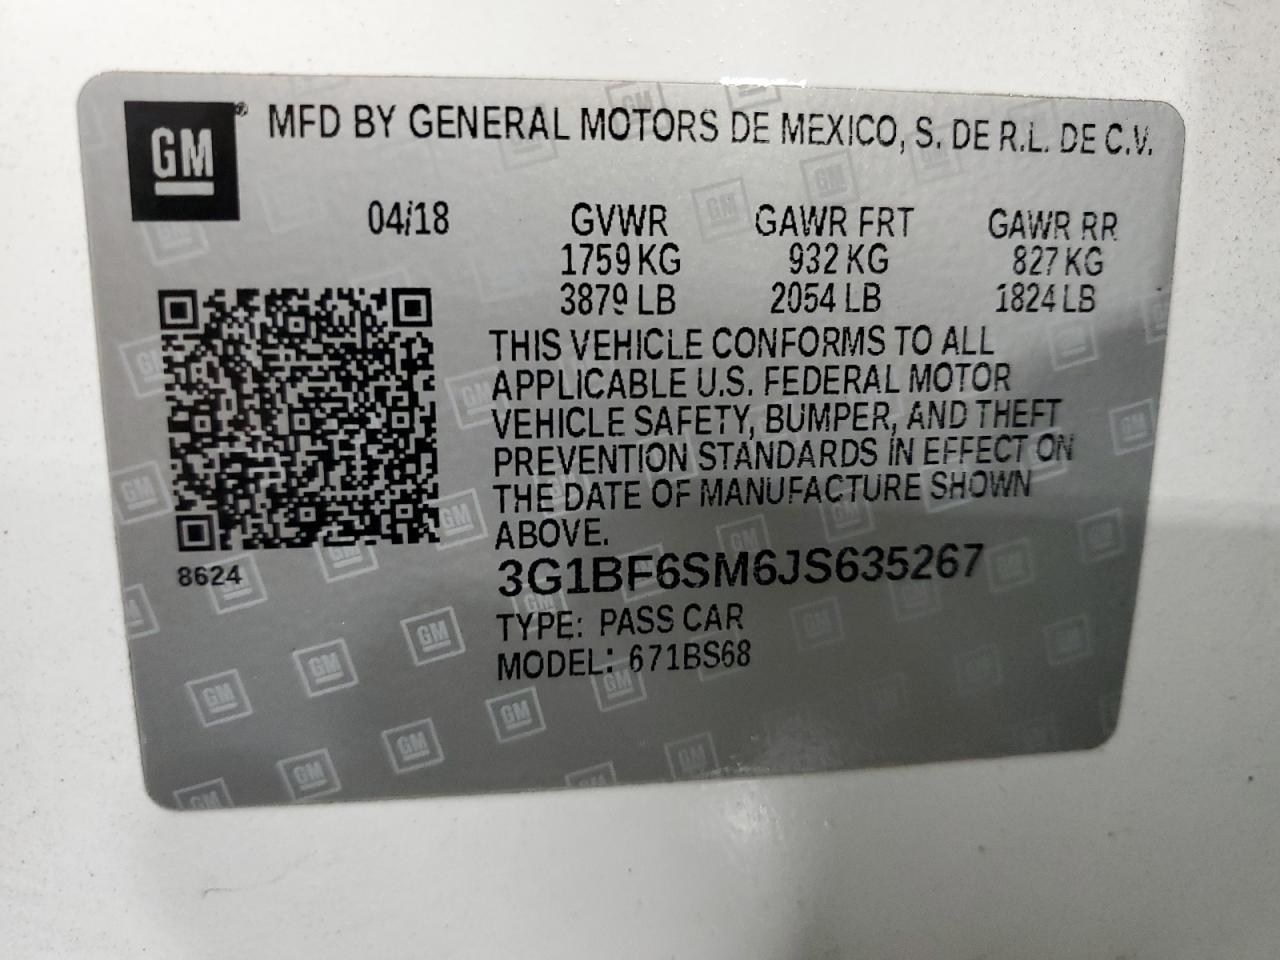 GM® MFD BY GENERAL MOTORS DE MEXICO, S. DE R.L. DE C.V.
04/18 GVWR GAWR FRT GAWR RR
1759 KG 932 KG 827 KG
3879 LB 2054 LB 1824 LB
THIS VEHICLE CONFORMS TO ALL
APPLICABLE U.S. FEDERAL MOTOR
VEHICLE SAFETY, BUMPER, AND THEFT
PREVENTION STANDARDS IN EFFECT ON
THE DATE OF MANUFACTURE SHOWN
ABOVE.
8624
3G1BF6SM6JS635267
TYPE: PASS CAR
MODEL: 671BS68